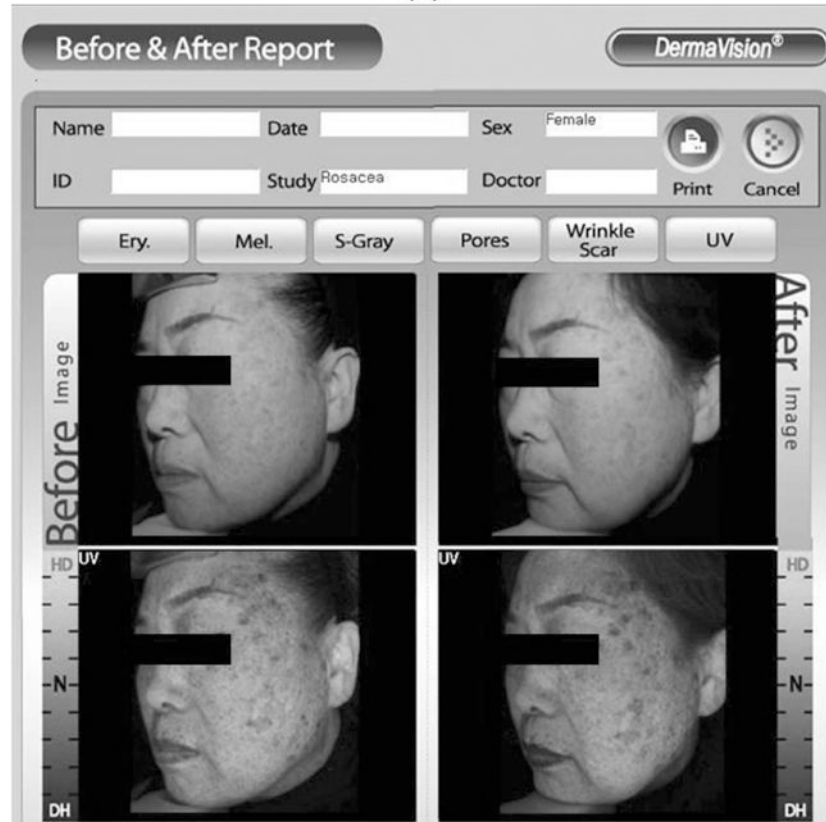 Before & After Report
DermaVision®
Name
Date
Sex Female
ID
Study Rosacea
Doctor
Print
Cancel
Ery.
Mel.
S-Gray
Pores
Wrinkle
Scar
UV
Before Image
After Image
HD
UV
UV
HD
-N-
-N-
DH
DH